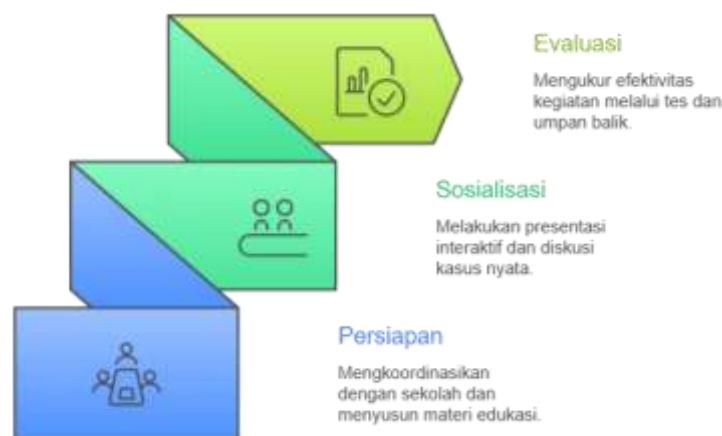 Evaluasi
Mengukur efektivitas
kegiatan melalui tes dan
umpan balik.
Sosialisasi
Melakukan presentasi
interaktif dan diskusi
kasus nyata.
Persiapan
Mengkoordinasikan
dengan sekolah dan
menyusun materi edukasi.